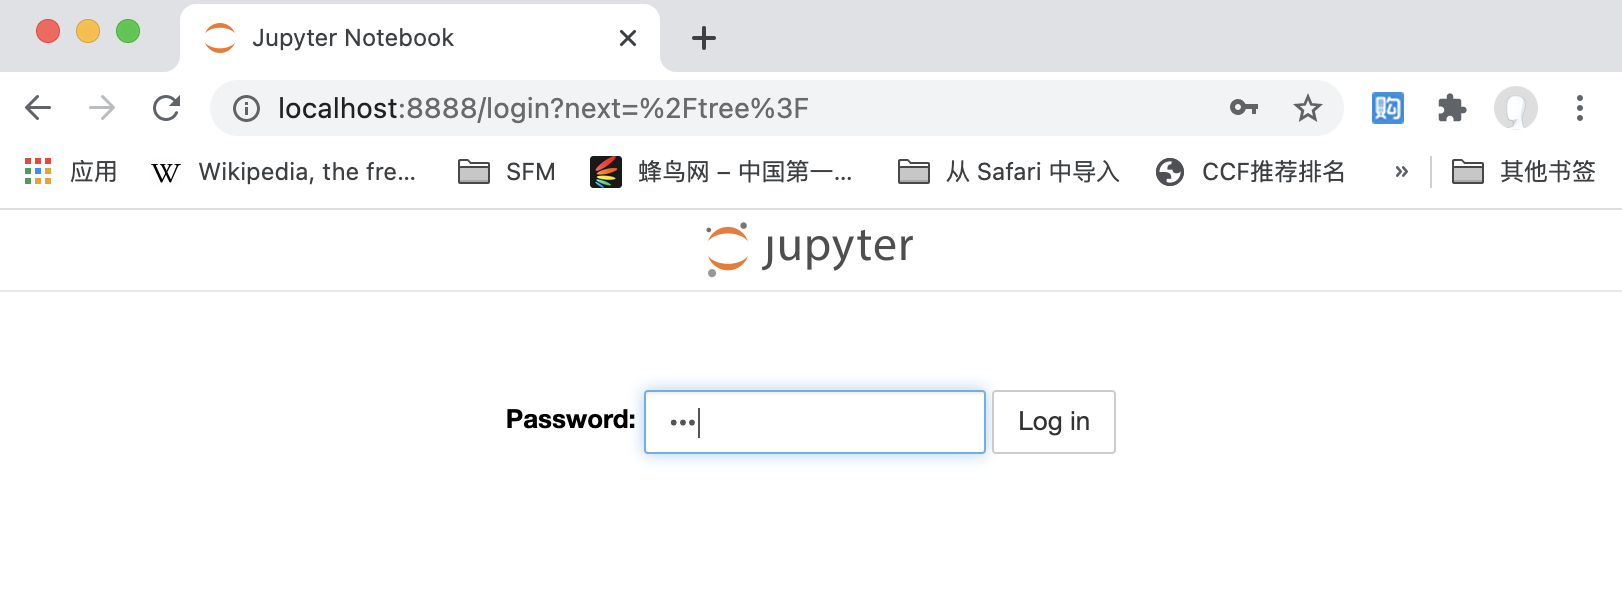 Jupyter Notebook
localhost:8888/login?next=%2Ftree%3F
购
应用 W Wikipedia, the fre... SFM 蜂鸟网 – 中国第一... 从 Safari 中导入 CCF推荐排名 » 其他书签
jupyter
Password: ••• Log in